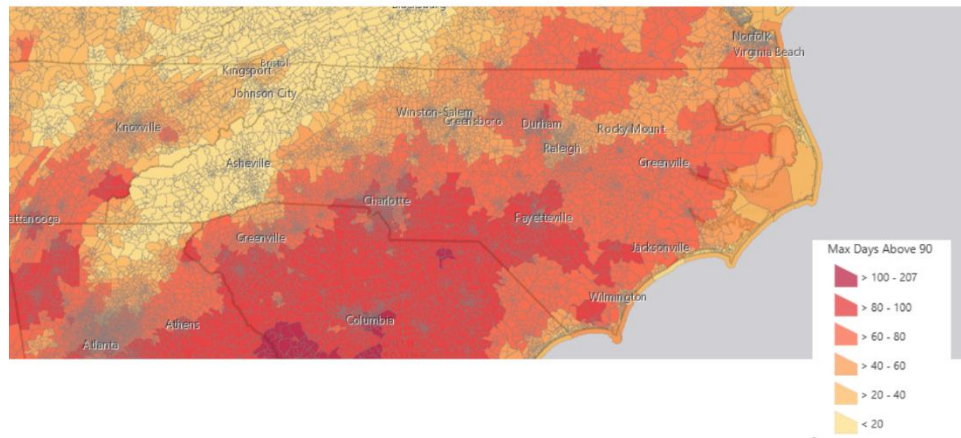 Norfolk
Virginia Beach
Bristol
Kingsport
Johnson City
Winston-Salem
Greensboro
Durham
Rocky Mount
Knoxville
Raleigh
Asheville
Greenville
Charlotte
Fayetteville
attanooga
Greenville
Jacksonville
Max Days Above 90
> 100 - 207
Wilmington
> 80 - 100
Columbia
Athens
> 60 - 80
Atlanta
> 40 - 60
> 20 - 40
< 20